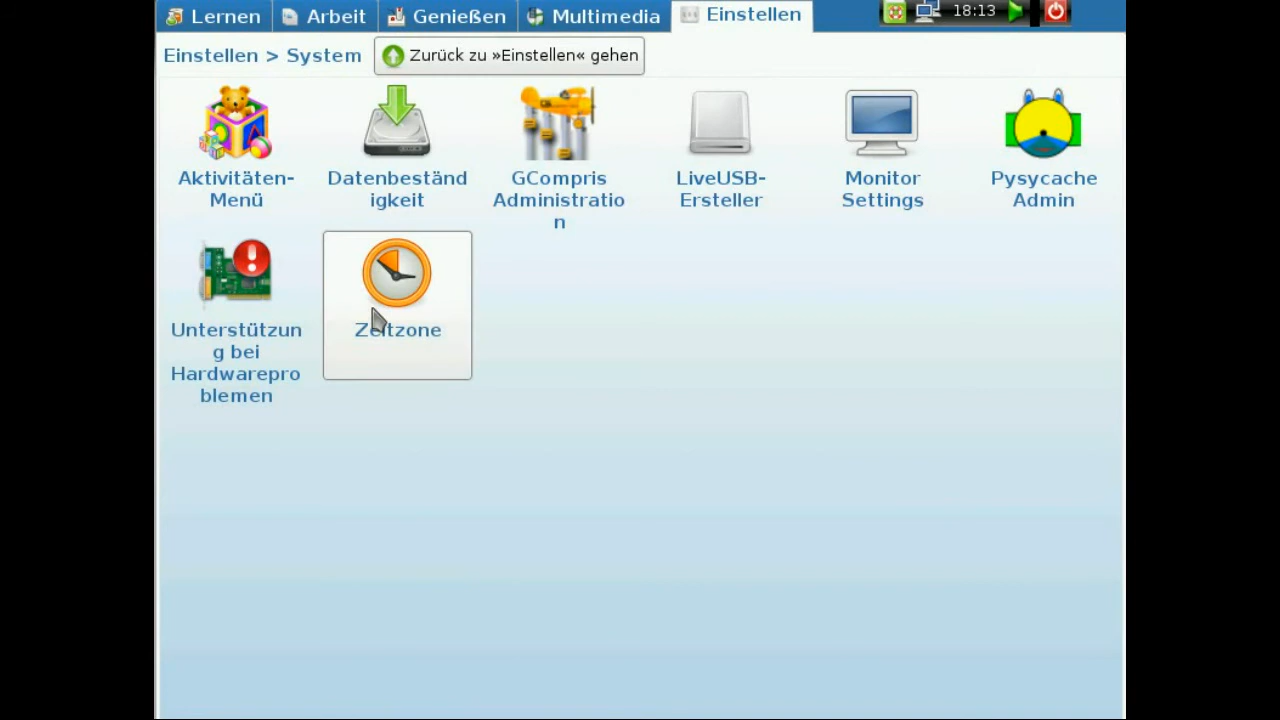 Lernen Arbeit Genießen Multimedia Einstellen 18:13
Einstellen > System Zurück zu »Einstellen« gehen
Aktivitäten-
Menü
Datenbeständ
igkeit
GCompris
Administratio
n
LiveUSB-
Ersteller
Monitor
Settings
Pysycache
Admin
Unterstützun
g bei
Hardwarepro
blemen
Zeitzone